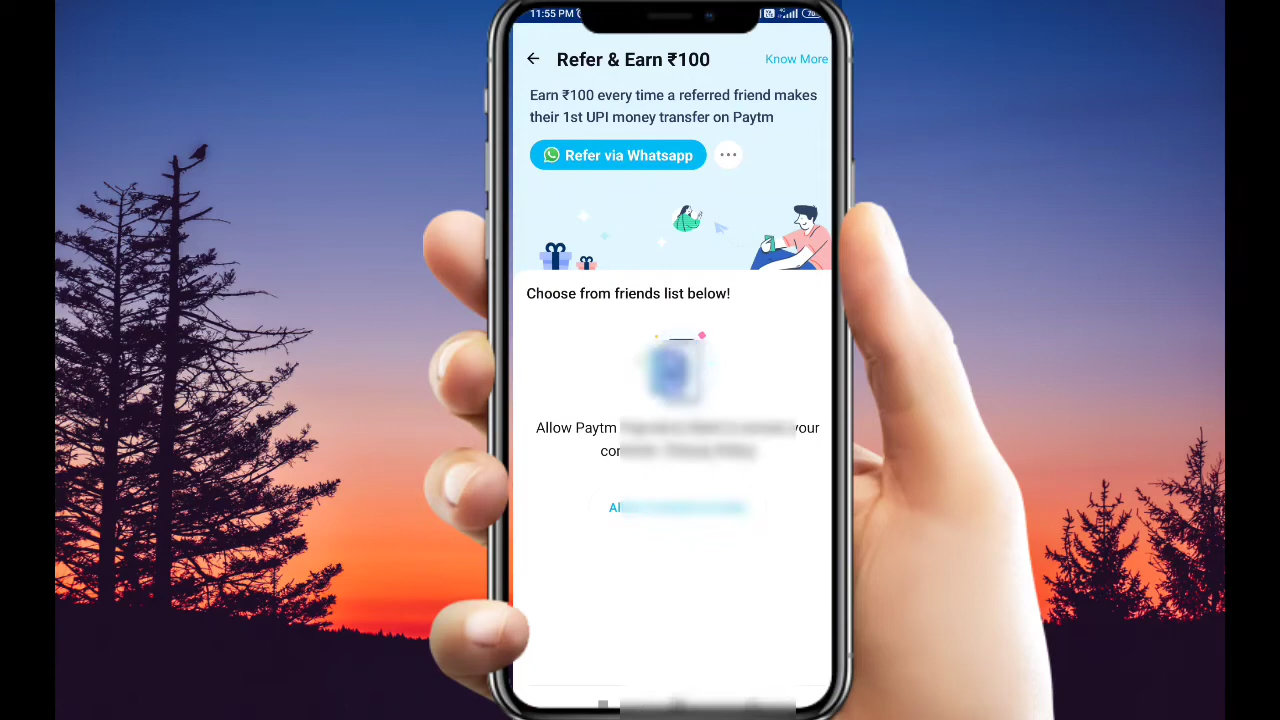 11:55 PM
Refer & Earn ₹100
Know More
Earn ₹100 every time a referred friend makes
their 1st UPI money transfer on Paytm
Refer via Whatsapp
Choose from friends list below!
Allow Paytm your